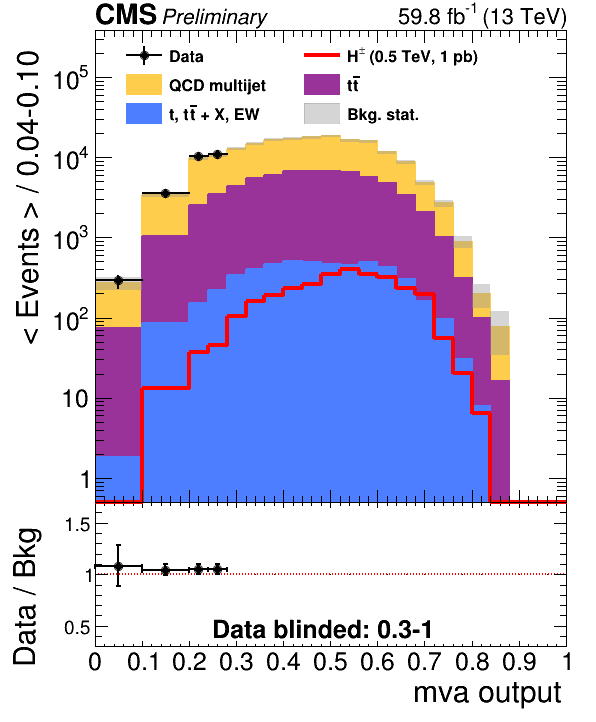 CMS Preliminary 59.8 fb⁻¹ (13 TeV)
Data
H± (0.5 TeV, 1 pb)
QCD multijet
tt̄
t, tt̄ + X, EW
Bkg. stat.
< Events > / 0.04-0.10
10⁵
10⁴
10³
10²
10
1
Data / Bkg
1.5
1
0.5
Data blinded: 0.3-1
0 0.1 0.2 0.3 0.4 0.5 0.6 0.7 0.8 0.9 1
mva output